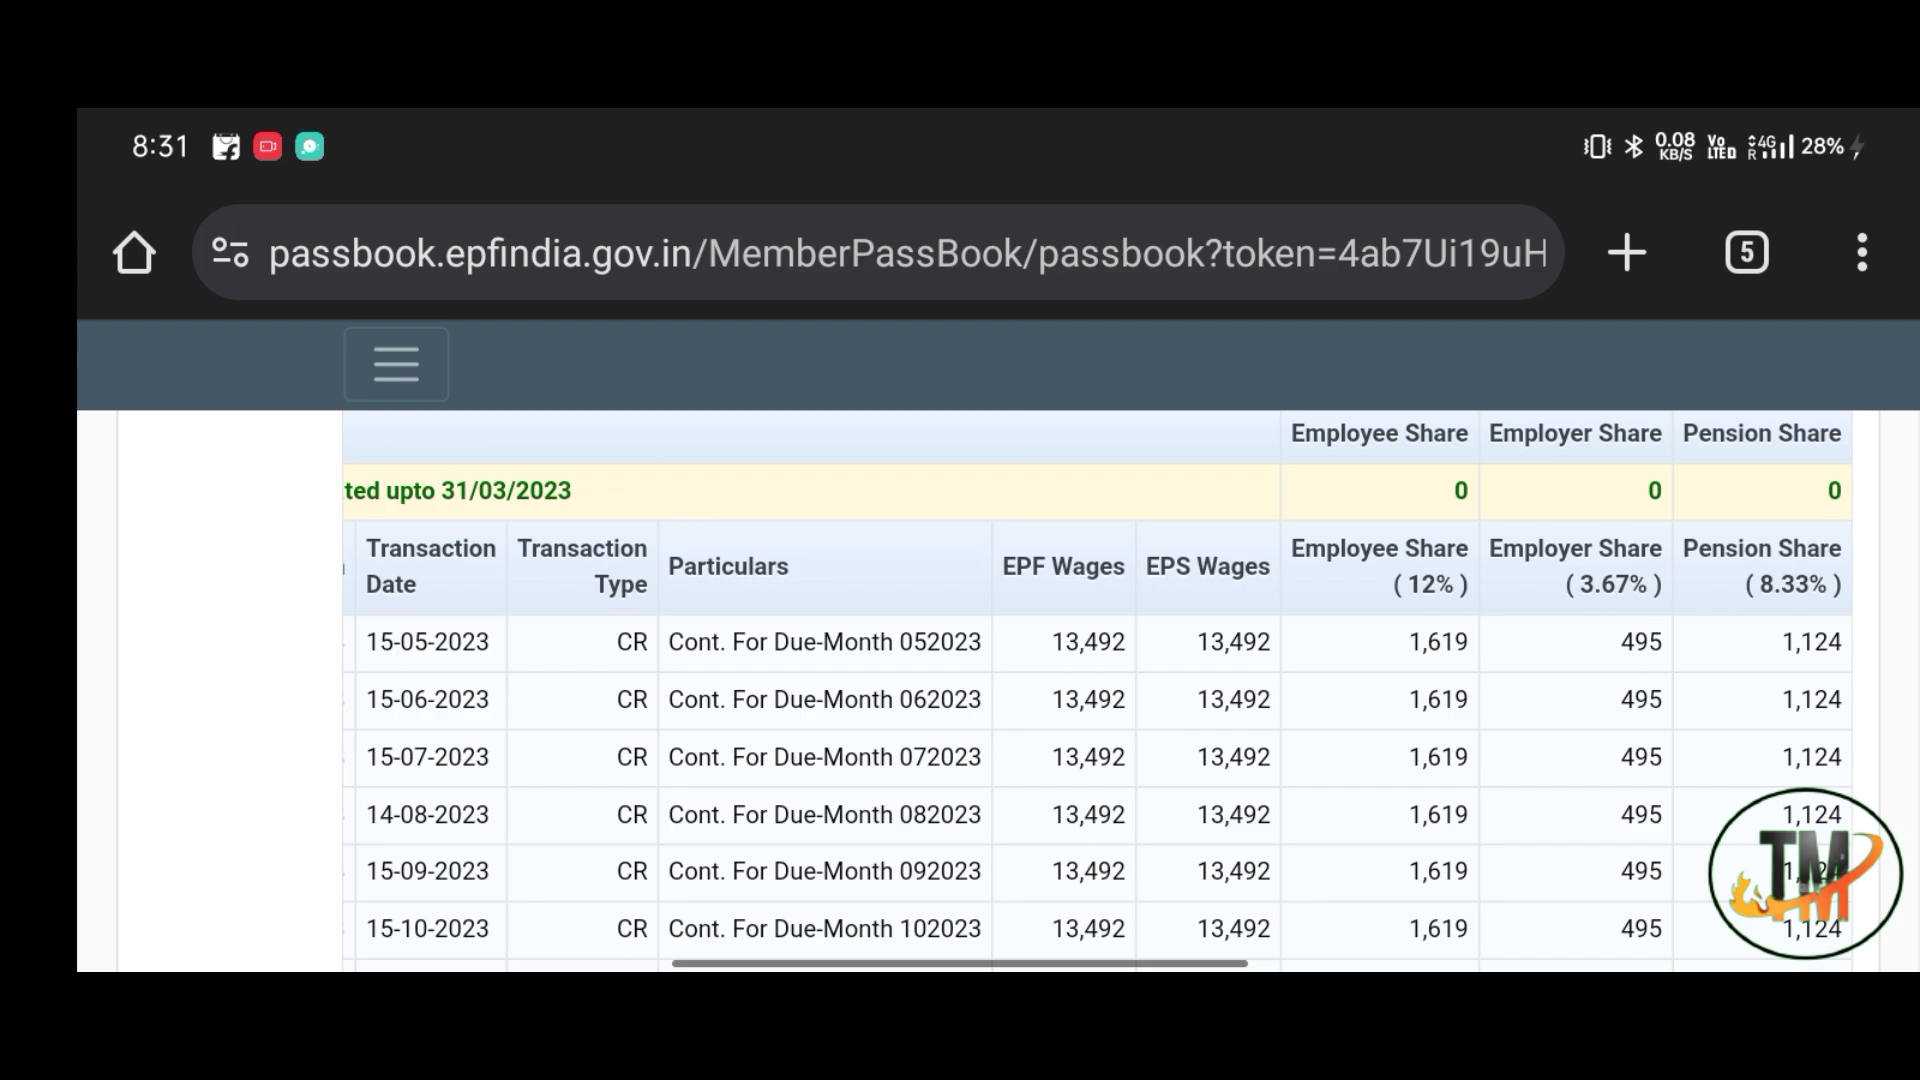 8:31 0.08 KB/S Vo LTED 4G R 28%
passbook.epfindia.gov.in/MemberPassBook/passbook?token=4ab7Ui19uH 5
Employee Share Employer Share Pension Share
ted upto 31/03/2023 0 0 0
Transaction Date Transaction Type Particulars EPF Wages EPS Wages Employee Share ( 12% ) Employer Share ( 3.67% ) Pension Share ( 8.33% )
15-05-2023 CR Cont. For Due-Month 052023 13,492 13,492 1,619 495 1,124
15-06-2023 CR Cont. For Due-Month 062023 13,492 13,492 1,619 495 1,124
15-07-2023 CR Cont. For Due-Month 072023 13,492 13,492 1,619 495 1,124
14-08-2023 CR Cont. For Due-Month 082023 13,492 13,492 1,619 495 1,124
15-09-2023 CR Cont. For Due-Month 092023 13,492 13,492 1,619 495
15-10-2023 CR Cont. For Due-Month 102023 13,492 13,492 1,619 495 1,124
TM